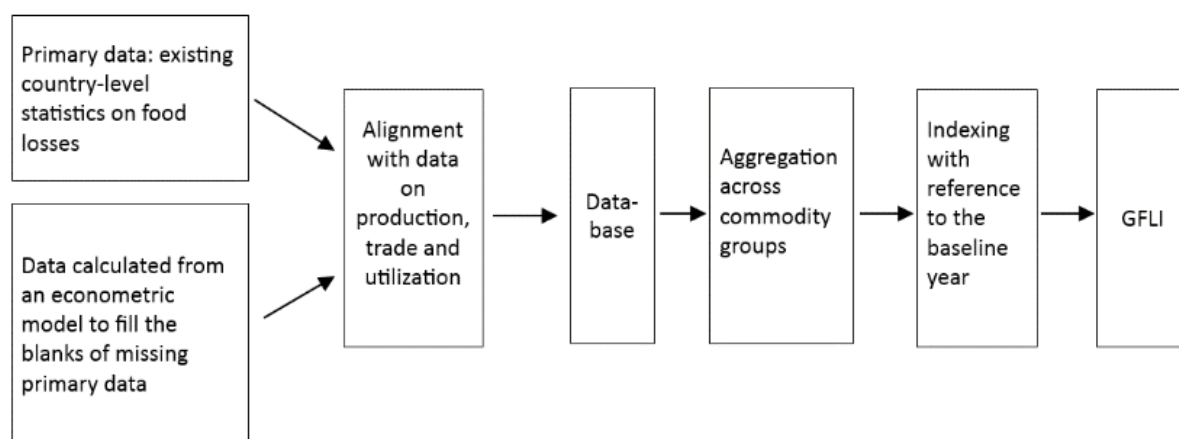 Primary data: existing
country-level
statistics on food
losses
Data calculated from
an econometric
model to fill the
blanks of missing
primary data
Alignment
with data
on
production,
trade and
utilization
Data-
base
Aggregation
across
commodity
groups
Indexing
with
reference
to the
baseline
year
GFLI